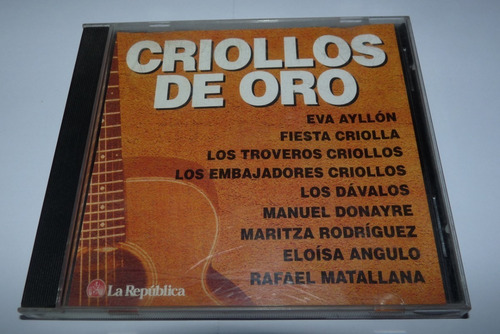 CRIOLLOS
DE ORO
EVA AYLLÓN
FIESTA CRIOLLA
LOS TROVEROS CRIOLLOS
LOS EMBAJADORES CRIOLLOS
LOS DÁVALOS
MANUEL DONAYRE
MARITZA RODRÍGUEZ
ELOÍSA ANGULO
RAFAEL MATALLANA
La República